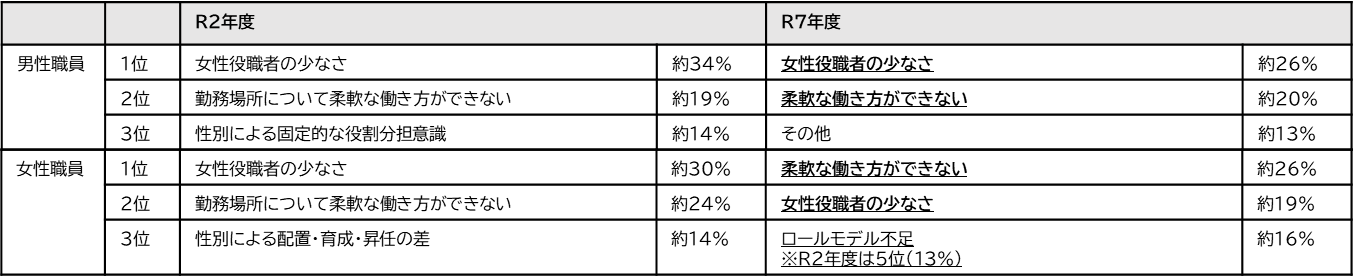 R2年度 R7年度
男性職員 1位 女性役職者の少なさ 約34% 女性役職者の少なさ 約26%
2位 勤務場所について柔軟な働き方ができない 約19% 柔軟な働き方ができない 約20%
3位 性別による固定的な役割分担意識 約14% その他 約13%
女性職員 1位 女性役職者の少なさ 約30% 柔軟な働き方ができない 約26%
2位 勤務場所について柔軟な働き方ができない 約24% 女性役職者の少なさ 約19%
3位 性別による配置・育成・昇任の差 約14% ロールモデル不足 約16%
※R2年度は5位(13%)